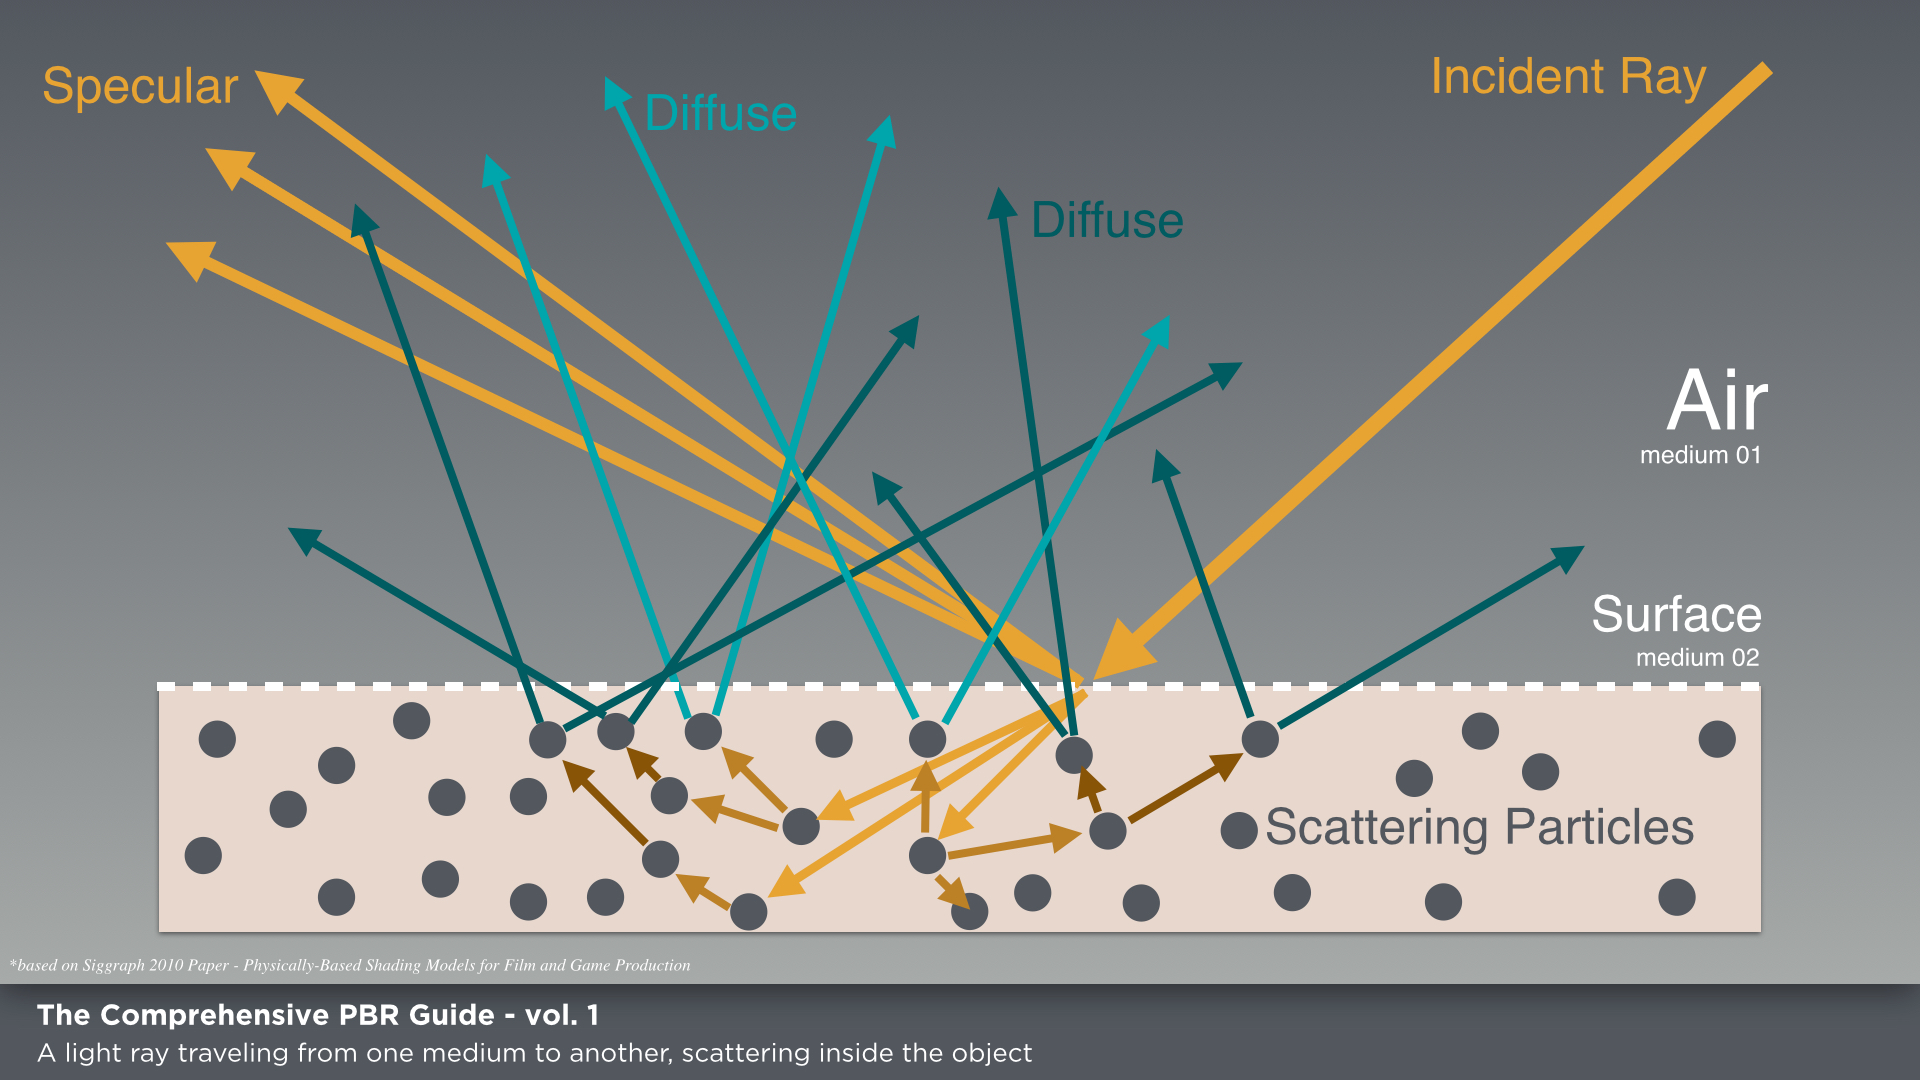 Specular
Diffuse
Incident Ray
Diffuse
Air
medium 01
Surface
medium 02
Scattering Particles
*based on Siggraph 2010 Paper - Physically-Based Shading Models for Film and Game Production
The Comprehensive PBR Guide - vol. 1
A light ray traveling from one medium to another, scattering inside the object